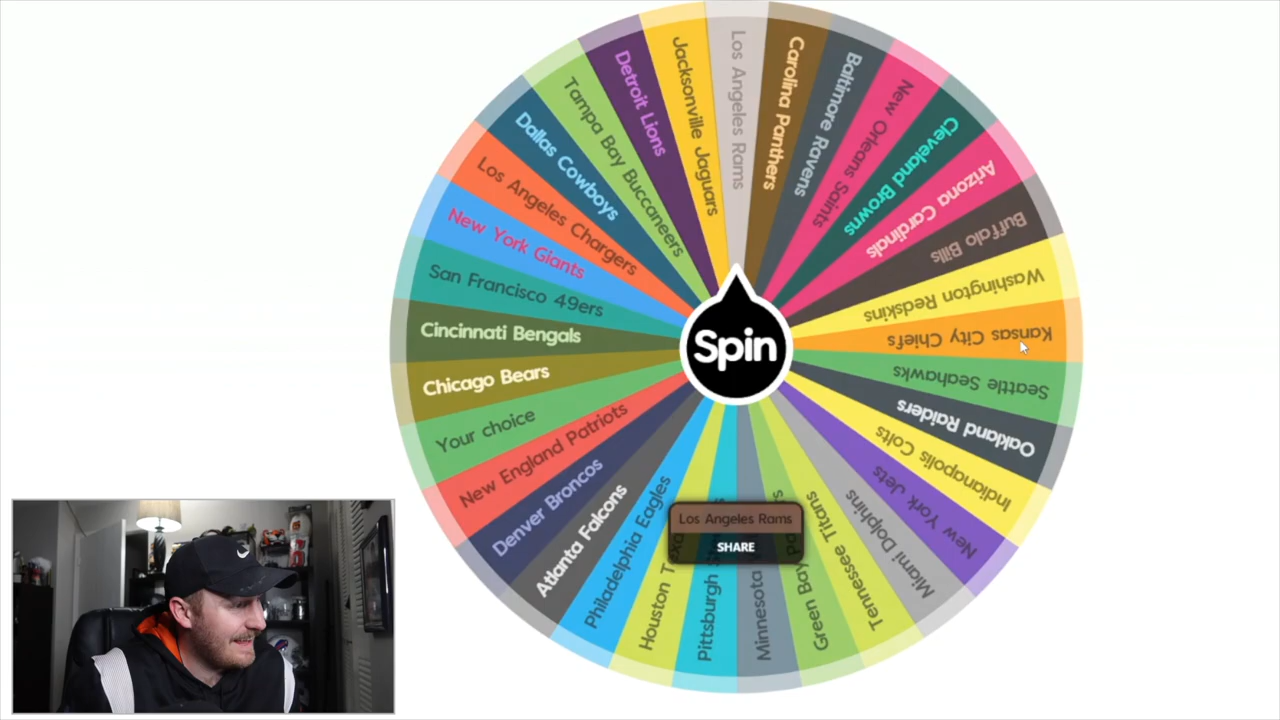 Los Angeles Rams
Carolina Panthers
Baltimore Ravens
New Orleans Saints
Cleveland Browns
Arizona Cardinals
Buffalo Bills
Washington Redskins
Kansas City Chiefs
Seattle Seahawks
Oakland Raiders
Indianapolis Colts
New York Jets
Miami Dolphins
Tennessee Titans
Green Bay
Minnesota
Pittsburgh
Houston
Philadelphia Eagles
Atlanta Falcons
Denver Broncos
New England Patriots
Your choice
Chicago Bears
Cincinnati Bengals
San Francisco 49ers
New York Giants
Los Angeles Chargers
Dallas Cowboys
Tampa Bay Buccaneers
Detroit Lions
Jacksonville Jaguars
Spin
Los Angeles Rams
SHARE